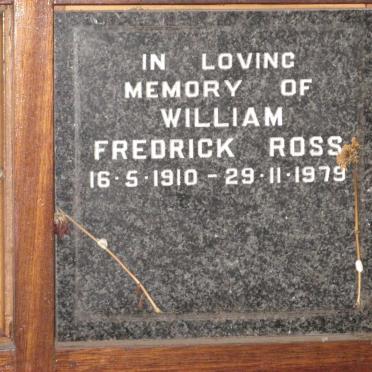 IN LOVING
MEMORY OF
WILLIAM
FREDRICK ROSS
16·5·1910 - 29·11·1979